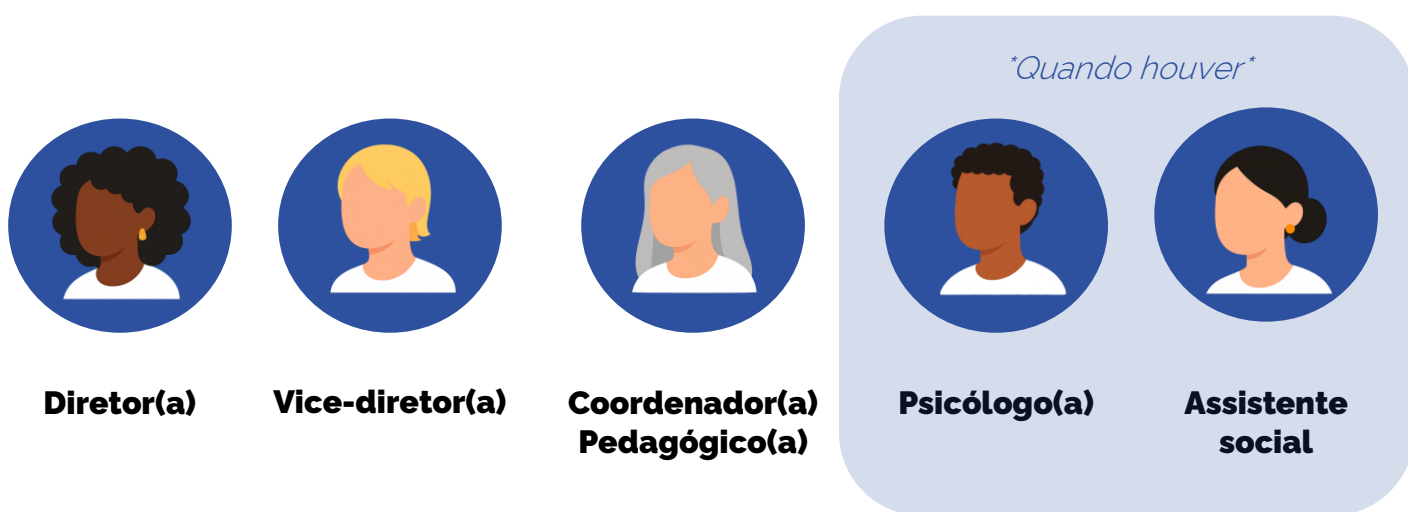 *Quando houver*
Diretor(a)
Vice-diretor(a)
Coordenador(a)
Pedagógico(a)
Psicólogo(a)
Assistente
social